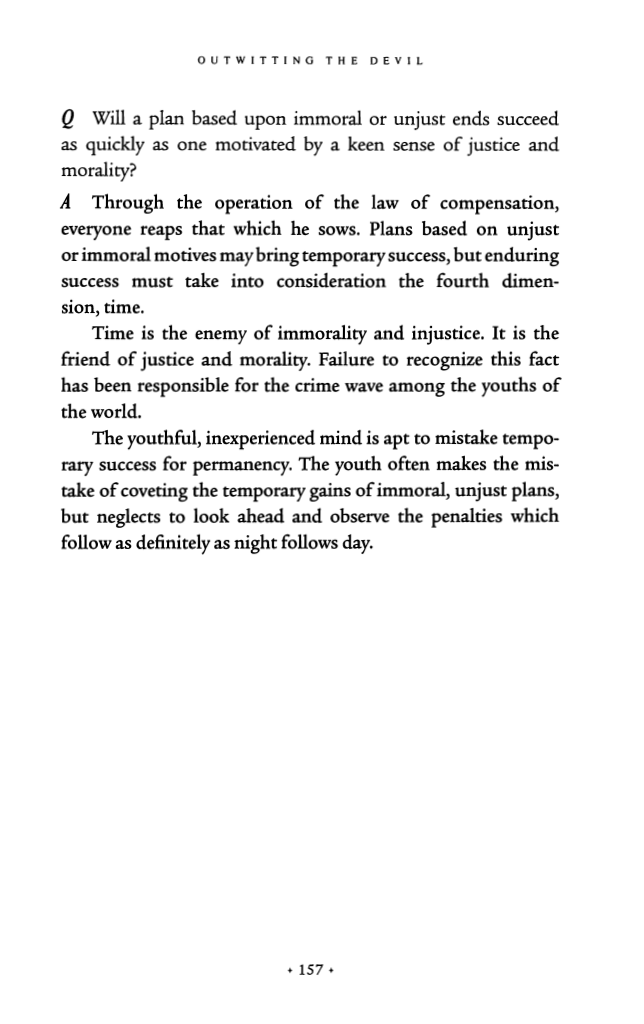 OUTWITTING THE DEVIL
Q Will a plan based upon immoral or unjust ends succeed
as quickly as one motivated by a keen sense of justice and
morality?
A Through the operation of the law of compensation,
everyone reaps that which he sows. Plans based on unjust
or immoral motives may bring temporary success, but enduring
success must take into consideration the fourth dimen-
sion, time.
Time is the enemy of immorality and injustice. It is the
friend of justice and morality. Failure to recognize this fact
has been responsible for the crime wave among the youths of
the world.
The youthful, inexperienced mind is apt to mistake tempo-
rary success for permanency. The youth often makes the mis-
take of coveting the temporary gains of immoral, unjust plans,
but neglects to look ahead and observe the penalties which
follow as definitely as night follows day.
• 157 •